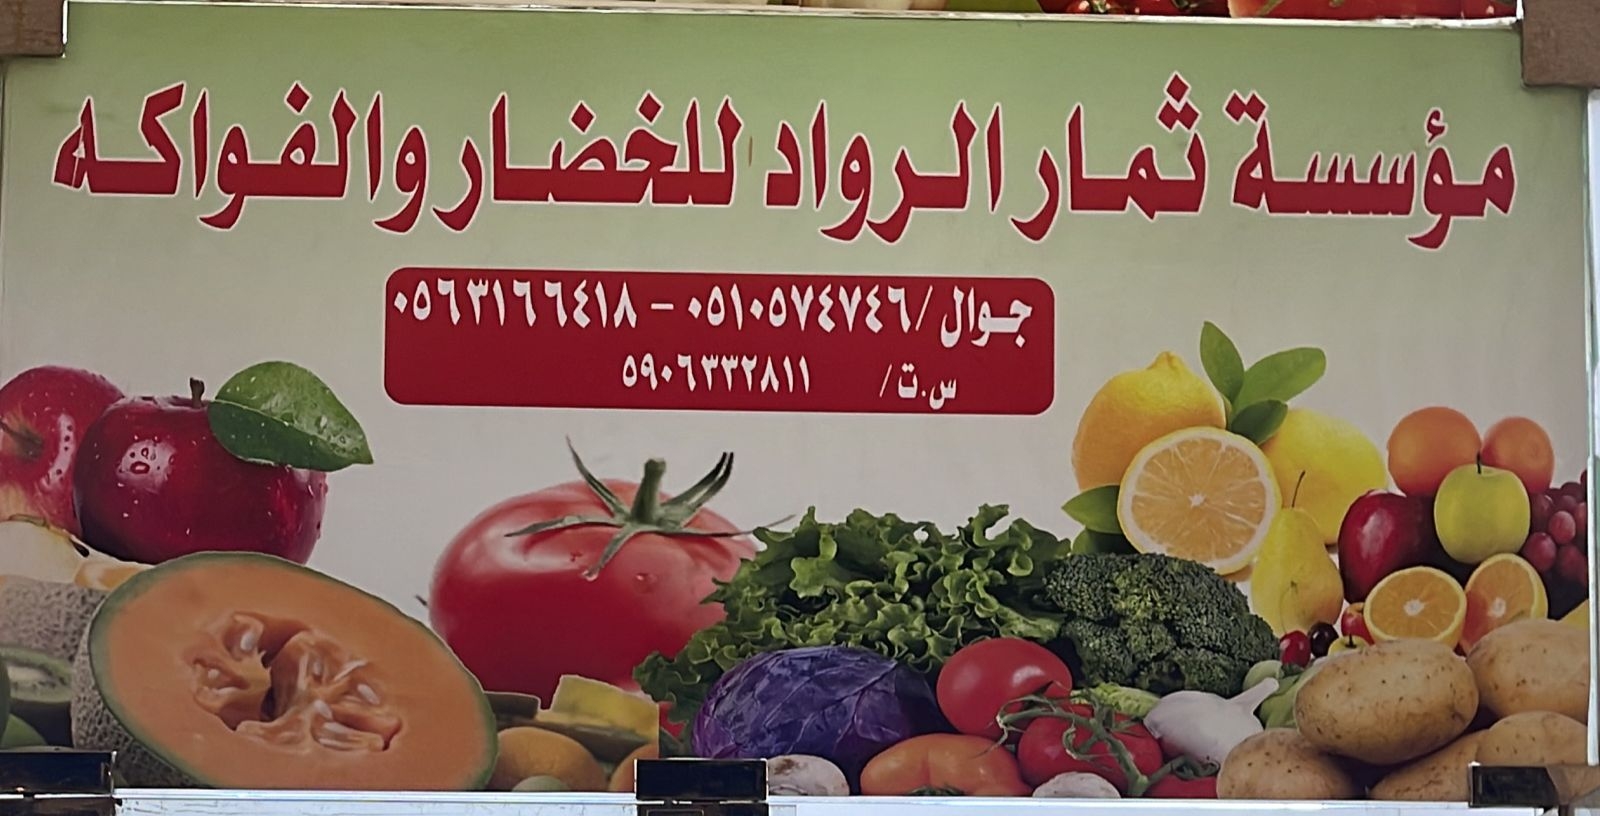 مؤسسة ثمار الرواد للخضار والفواكه
جوال / ٠٥١٠٥٧٤٧٤٦ - ٠٥٦٣١٦٦٤١٨
س.ت / ٥٩٠٦٣٣٢٨١١